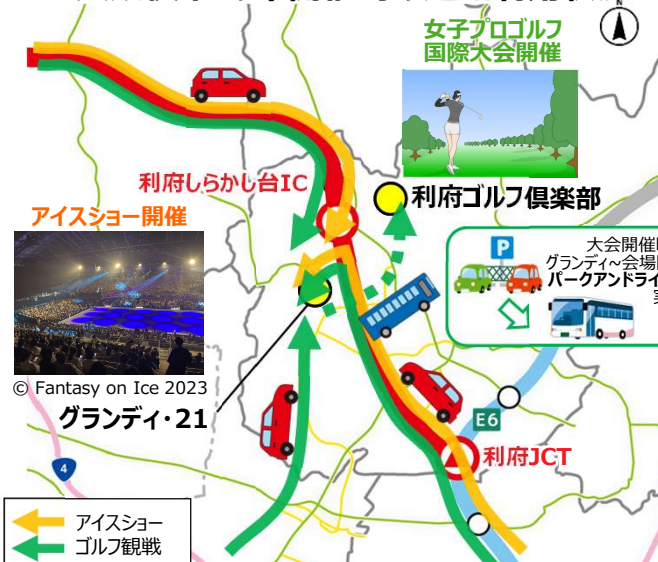 N
女子プロゴルフ
国際大会開催
利府しらかし台IC
利府ゴルフ倶楽部
アイスショー開催
P
大会開催
グランディ~会場
パークアンドライ
© Fantasy on Ice 2023
グランディ・21
E6
利府JCT
4
アイスショー
ゴルフ観戦